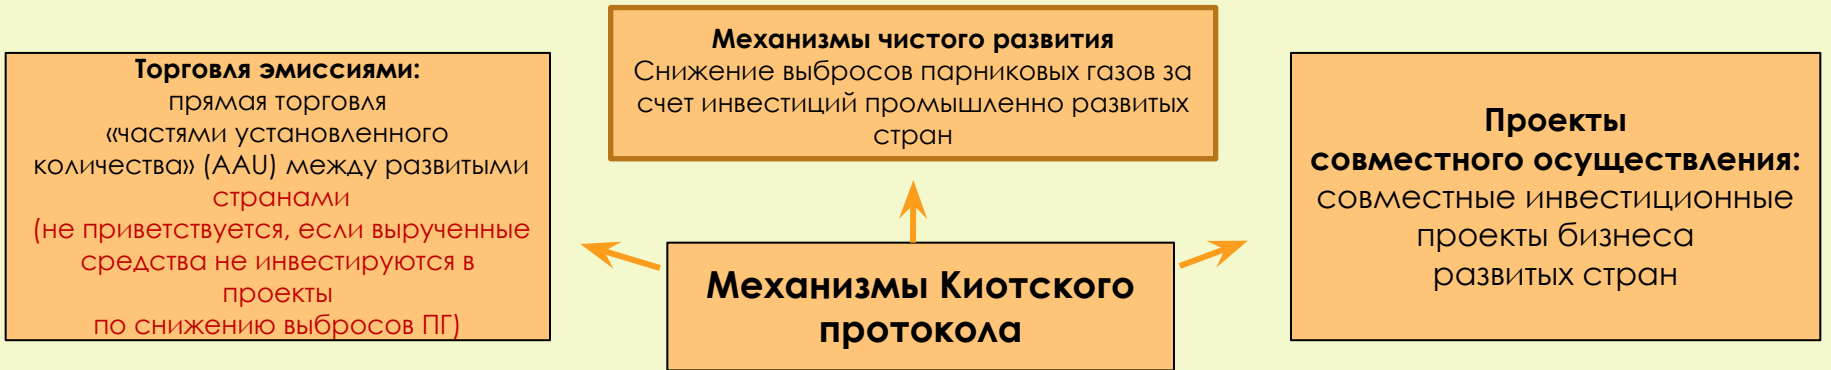 Торговля эмиссиями:
прямая торговля
«частями установленного
количества» (AAU) между развитыми
странами
(не приветствуется, если вырученные
средства не инвестируются в
проекты
по снижению выбросов ПГ)
Механизмы чистого развития
Снижение выбросов парниковых газов за
счет инвестиций промышленно развитых
стран
Проекты
совместного осуществления:
совместные инвестиционные
проекты бизнеса
развитых стран
Механизмы Киотского
протокола